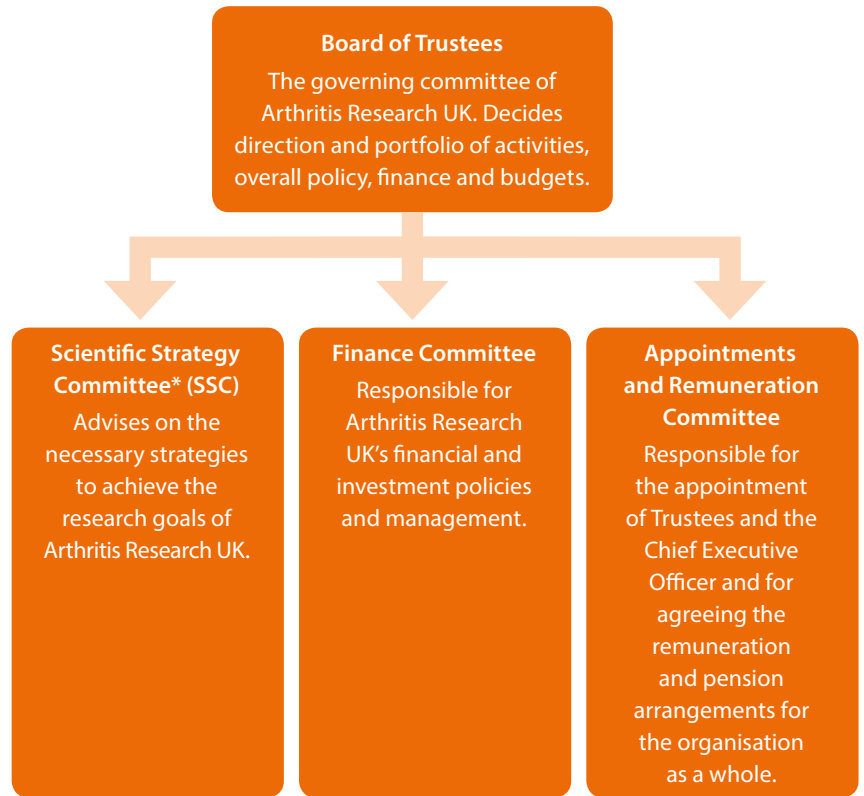 Board of Trustees
The governing committee of
Arthritis Research UK. Decides
direction and portfolio of activities,
overall policy, finance and budgets.
Scientific Strategy
Committee* (SSC)
Advises on the
necessary strategies
to achieve the
research goals of
Arthritis Research UK.
Finance Committee
Responsible for
Arthritis Research
UK's financial and
investment policies
and management.
Appointments
and Remuneration
Committee
Responsible for
the appointment
of Trustees and the
Chief Executive
Officer and for
agreeing the
remuneration
and pension
arrangements for
the organisation
as a whole.